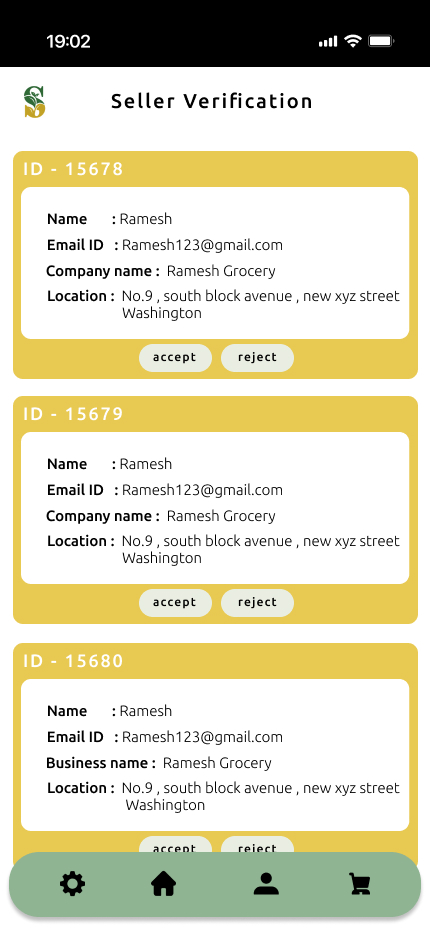 19:02
Seller Verification
ID - 15678
Name : Ramesh
Email ID : Ramesh123@gmail.com
Company name : Ramesh Grocery
Location : No.9 , south block avenue , new xyz street
Washington
accept reject
ID - 15679
Name : Ramesh
Email ID : Ramesh123@gmail.com
Company name : Ramesh Grocery
Location : No.9 , south block avenue , new xyz street
Washington
accept reject
ID - 15680
Name : Ramesh
Email ID : Ramesh123@gmail.com
Business name : Ramesh Grocery
Location : No.9 , south block avenue , new xyz street
Washington
accept reject